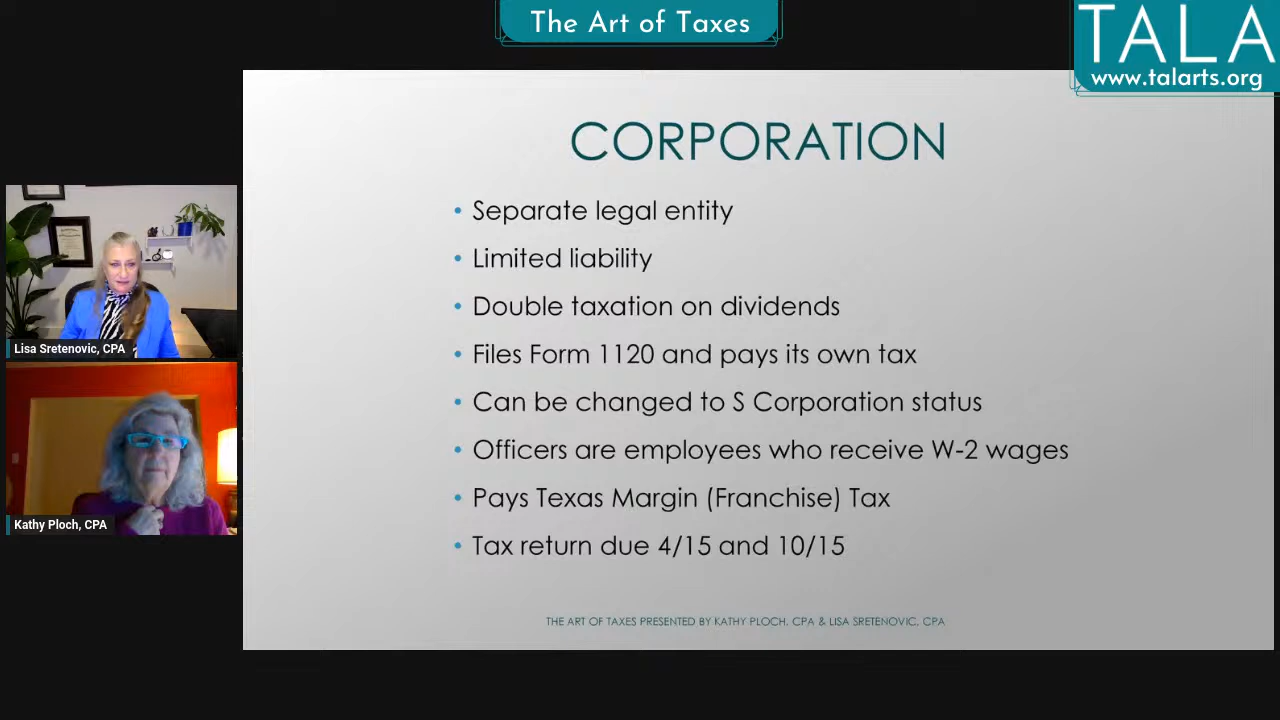 The Art of Taxes
TALA
www.talarts.org
CORPORATION
• Separate legal entity
• Limited liability
• Double taxation on dividends
• Files Form 1120 and pays its own tax
• Can be changed to S Corporation status
• Officers are employees who receive W-2 wages
• Pays Texas Margin (Franchise) Tax
• Tax return due 4/15 and 10/15
THE ART OF TAXES PRESENTED BY KATHY PLOCH, CPA & LISA SRETENOVIC, CPA
Lisa Sretenovic, CPA
Kathy Ploch, CPA